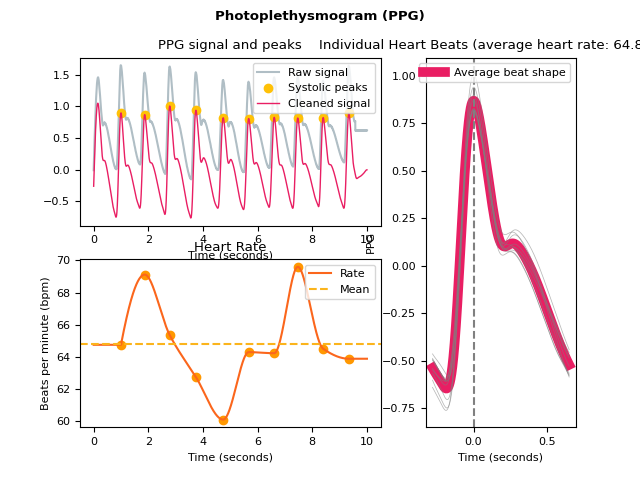 Photoplethysmogram (PPG)
PPG signal and peaks
Individual Heart Beats (average heart rate: 64.8
Raw signal
Systolic peaks
Cleaned signal
1.5
1.0
0.5
0.0
−0.5
0 2 4 6 8 10
Time (seconds)
Heart Rate
Rate
Mean
Beats per minute (bpm)
70
68
66
64
62
60
0 2 4 6 8 10
Time (seconds)
Average beat shape
PPG
1.00
0.75
0.50
0.25
0.00
−0.25
−0.50
−0.75
0.0 0.5
Time (seconds)